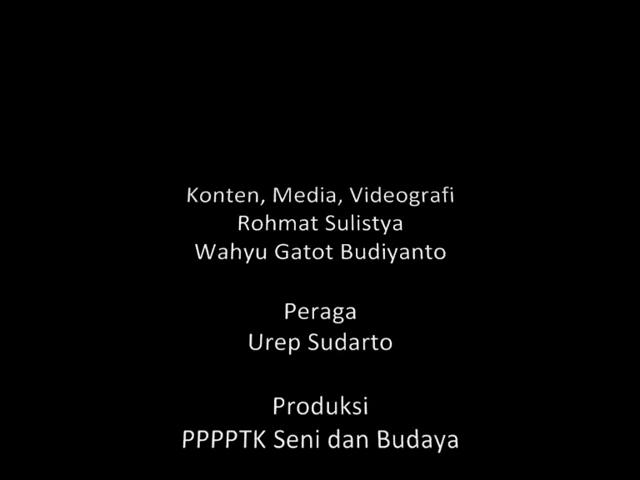 Konten, Media, Videografi
Rohmat Sulistya
Wahyu Gatot Budiyanto
Peraga
Urep Sudarto
Produksi
PPPPTK Seni dan Budaya